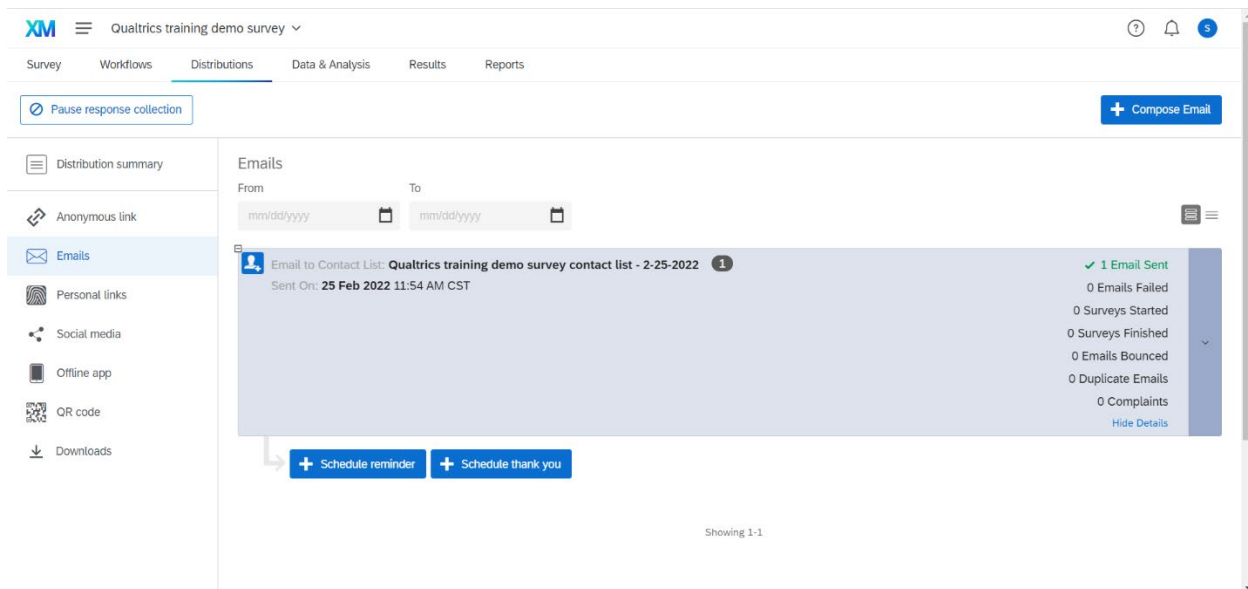 XM Qualtrics training demo survey S
Survey Workflows Distributions Data & Analysis Results Reports
Pause response collection + Compose Email
Distribution summary
Anonymous link
Emails
Personal links
Social media
Offline app
QR code
Downloads
Emails
From To
mm/dd/yyyy mm/dd/yyyy
Email to Contact List: Qualtrics training demo survey contact list - 2-25-2022 1
Sent On: 25 Feb 2022 11:54 AM CST
✓ 1 Email Sent
0 Emails Failed
0 Surveys Started
0 Surveys Finished
0 Emails Bounced
0 Duplicate Emails
0 Complaints
Hide Details
+ Schedule reminder + Schedule thank you
Showing 1-1